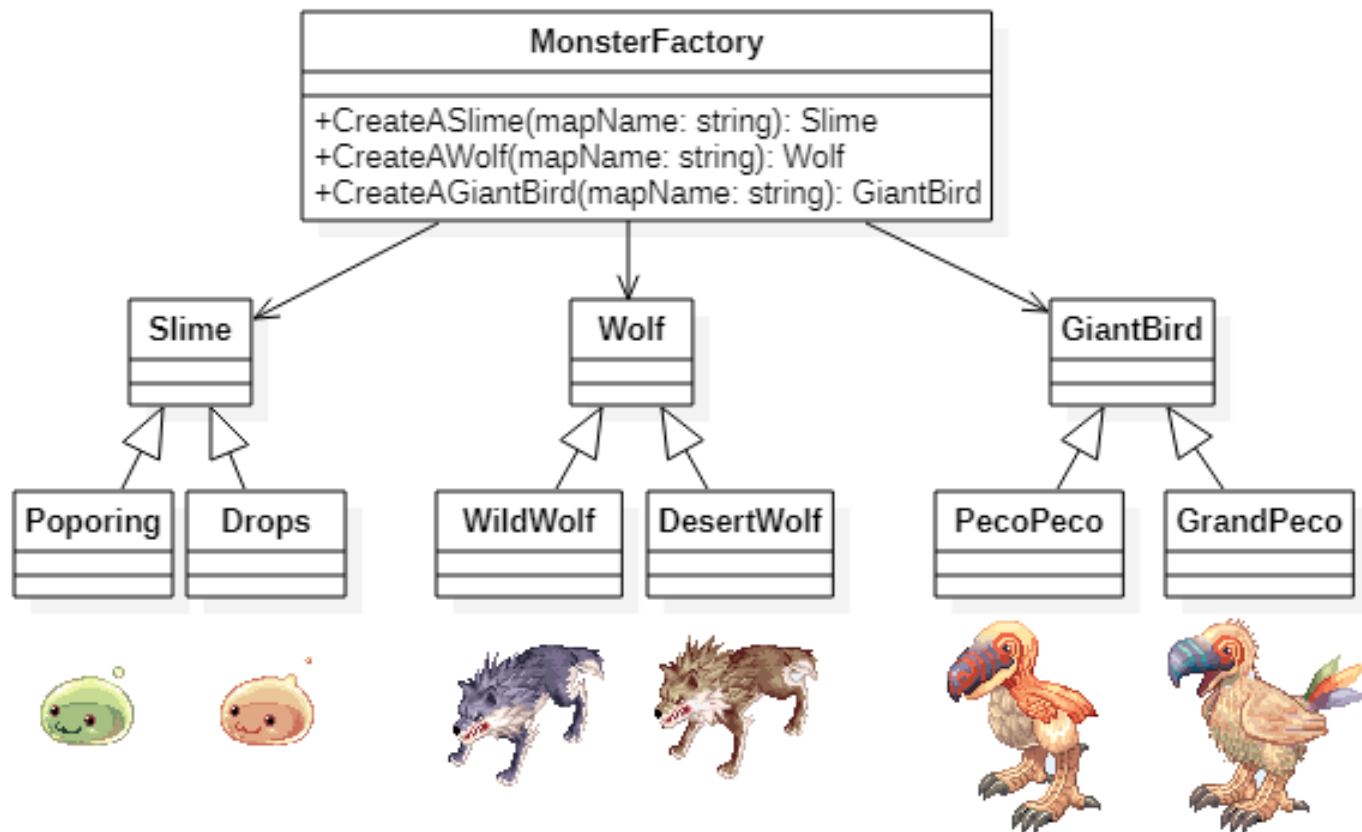 MonsterFactory
+CreateASlime(mapName: string): Slime
+CreateAWolf(mapName: string): Wolf
+CreateAGiantBird(mapName: string): GiantBird
Slime
Wolf
GiantBird
Poporing
Drops
WildWolf
DesertWolf
PecoPeco
GrandPeco